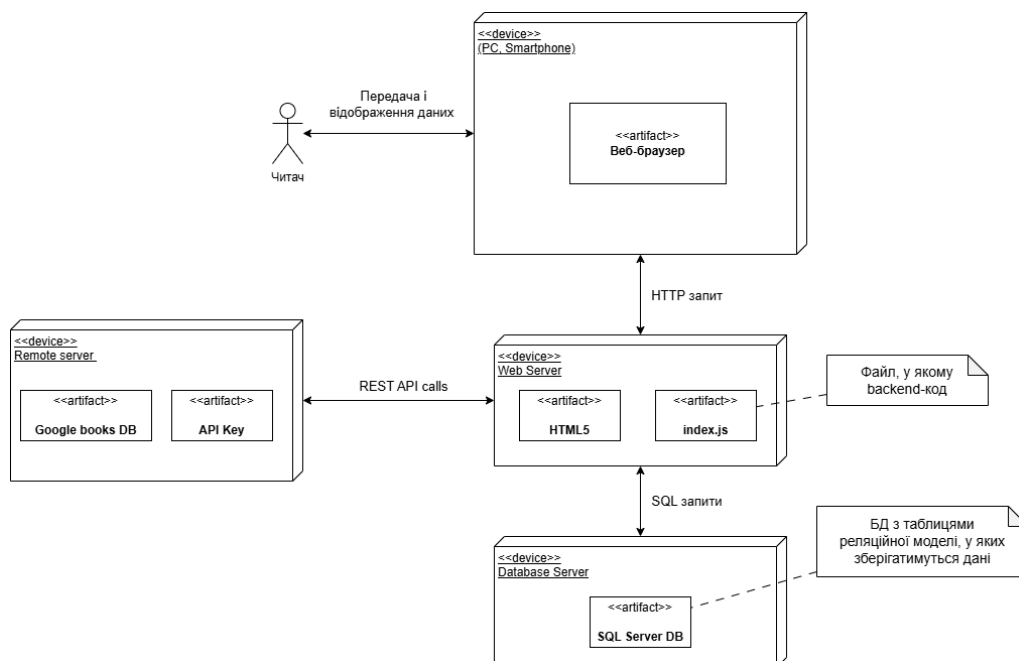 <<device>>
(PC, Smartphone)
<<artifact>>
Веб-браузер
Передача і
відображення даних
Читач
HTTP запит
<<device>>
Remote server
<<artifact>>
Google books DB
<<artifact>>
API Key
REST API calls
<<device>>
Web Server
<<artifact>>
HTML5
<<artifact>>
index.js
Файл, у якому
backend-код
SQL запити
<<device>>
Database Server
<<artifact>>
SQL Server DB
БД з таблицями
реляційної моделі, у яких
зберігатимуться дані